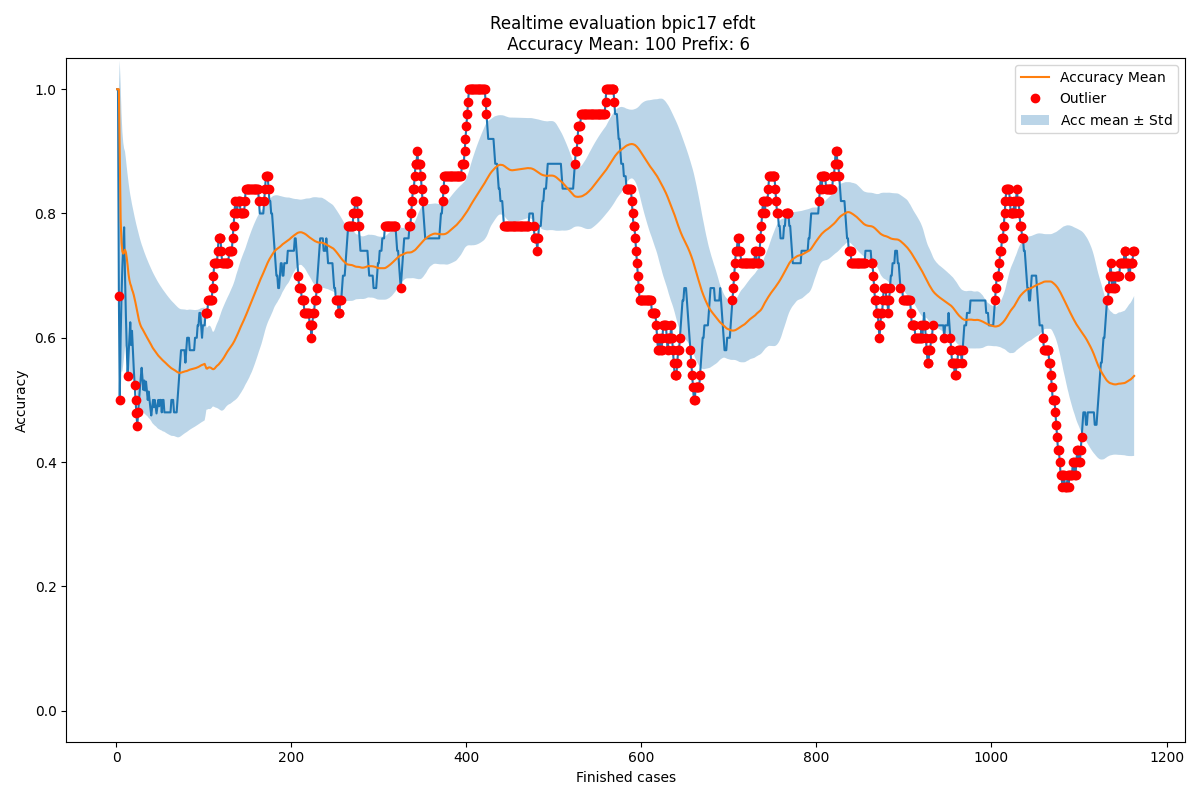 Realtime evaluation bpic17 efdt
Accuracy Mean: 100 Prefix: 6
Accuracy Mean
Outlier
Acc mean ± Std
1.0
0.8
0.6
0.4
0.2
0.0
Accuracy
0 200 400 600 800 1000 1200
Finished cases